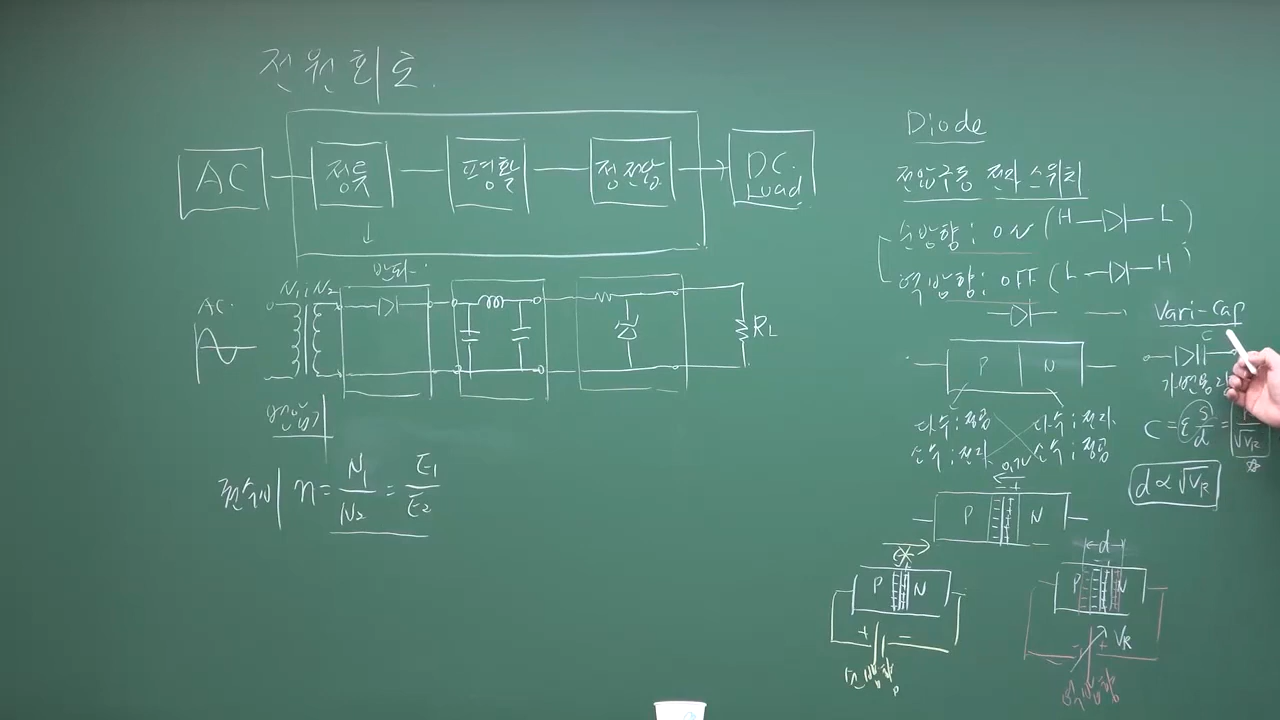 전원회로.
AC
정류
평활
정전압
DC. Load
AC.
N₁ : N₂
RL
변압기
권수비 n = N₁/N₂ = E₁/E₂
Diode
전압구동 전자스위치
순방향 : ON ( H L )
역방향 : OFF ( L H )
P N
다수 : 정공 다수 : 전자
소수 : 전자 소수 : 정공
0.7V
- +
P N
P N
+ -
순방향
Vari-Cap
C
가변용량
C = ε S/d = 1/√VR
d ∝ √VR
d
- +
P N
- +
VR
역방향